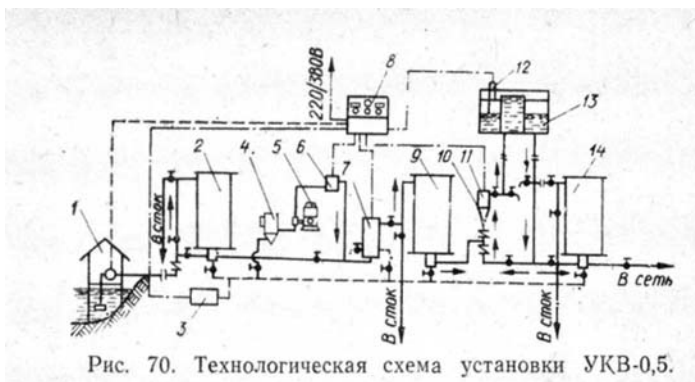 220/380В
8
12
13
2
4
5
6
7
9
10
11
14
1
В сток
3
В сток
В сток
В сеть
Рис. 70. Технологическая схема установки УКВ-0,5.